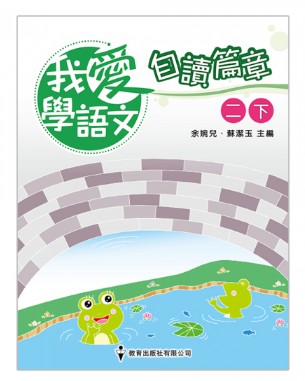 我愛
學語文
自讀篇章
二下
余婉兒·蘇潔玉 主編
教育出版社有限公司